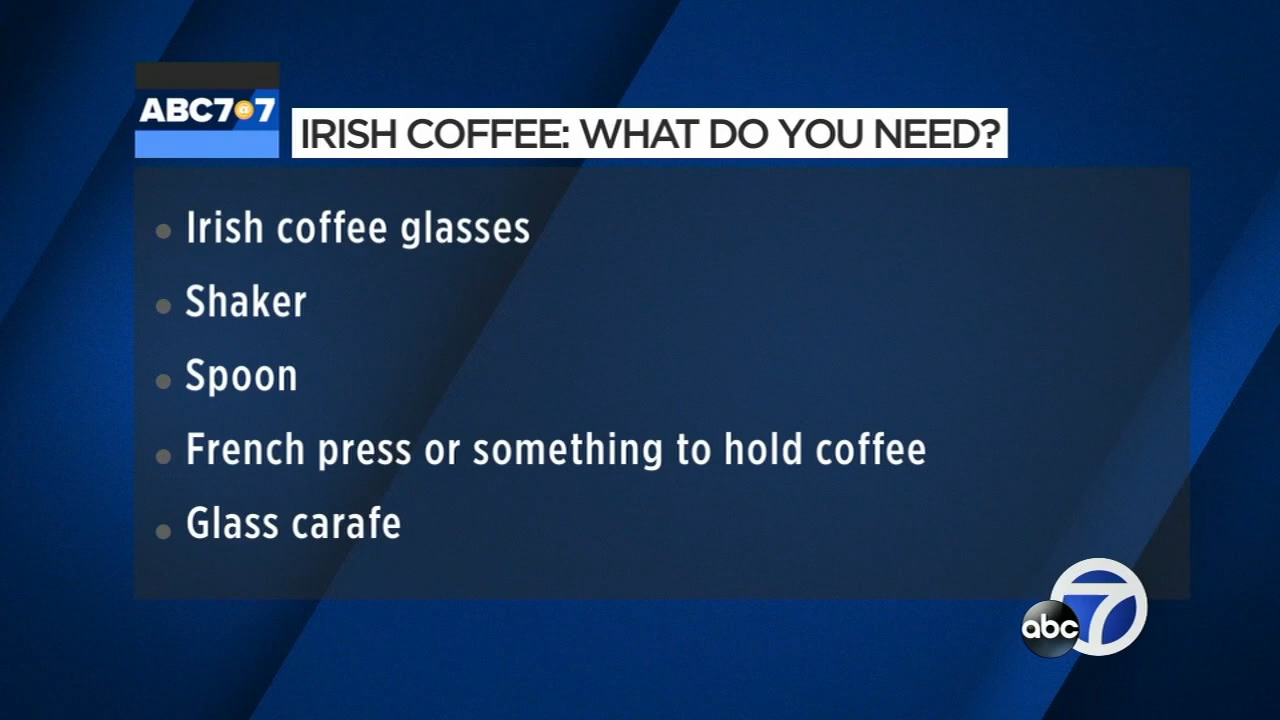 ABC7@7
IRISH COFFEE: WHAT DO YOU NEED?
• Irish coffee glasses
• Shaker
• Spoon
• French press or something to hold coffee
• Glass carafe
abc 7